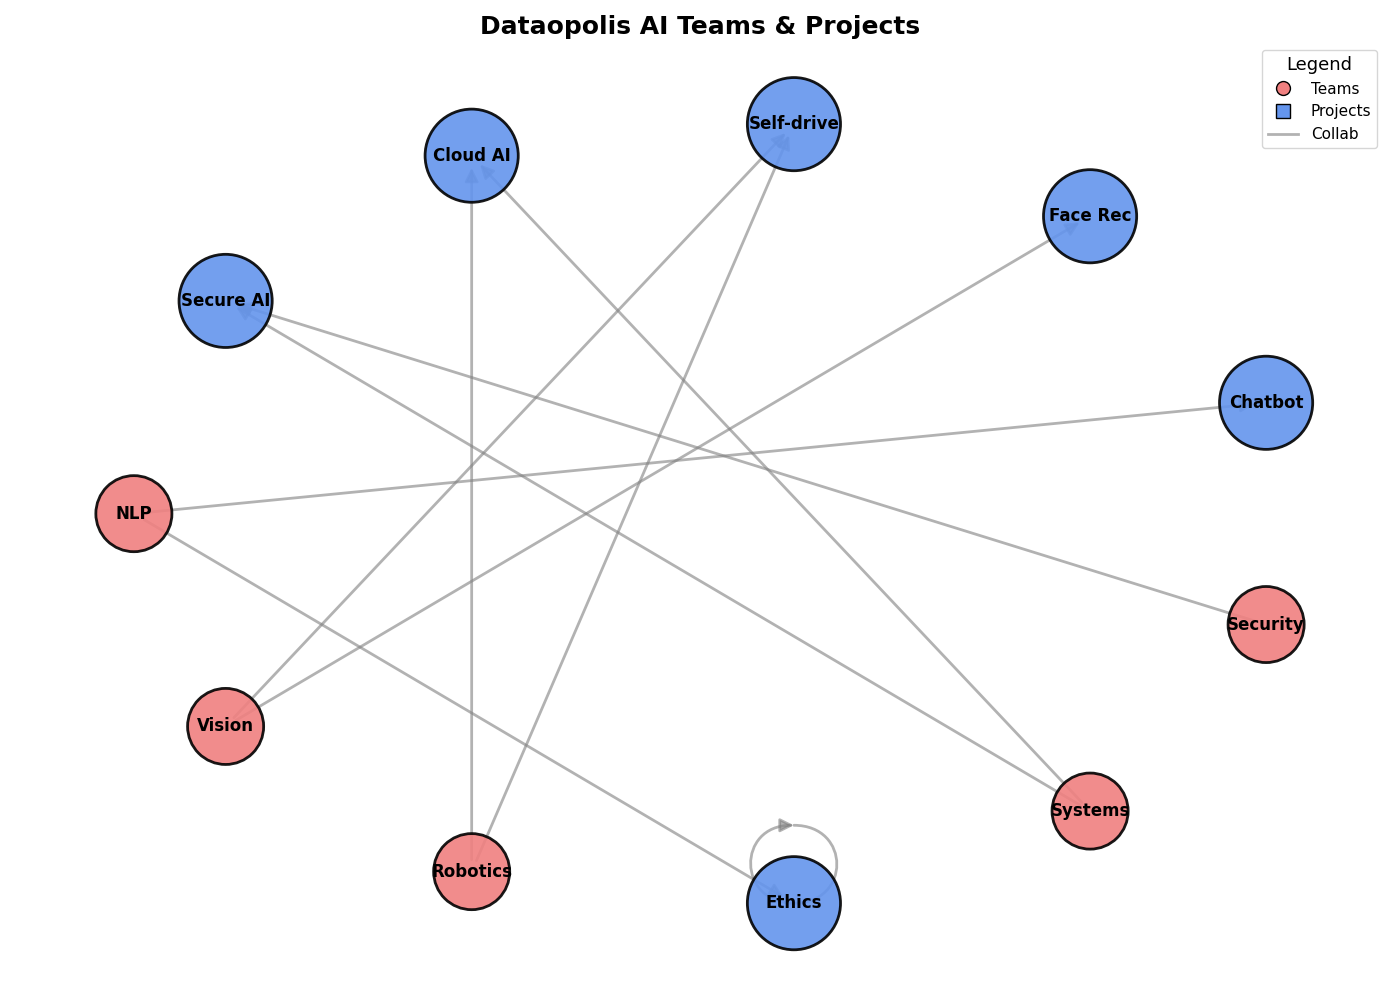 Dataopolis AI Teams & Projects
Legend
Teams
Projects
Collab
Self-drive
Cloud AI
Face Rec
Secure AI
Chatbot
NLP
Security
Vision
Systems
Robotics
Ethics